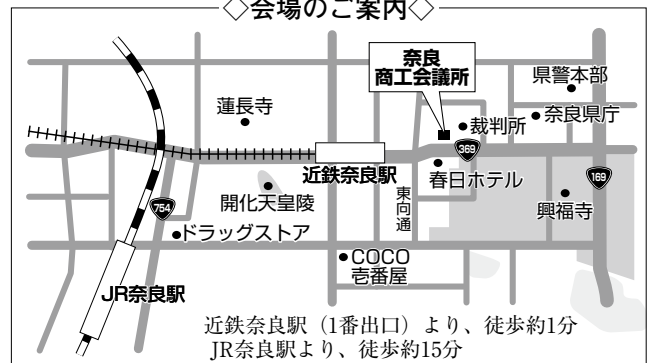 ◇会場のご案内◇
奈良
商工会議所
県警本部
蓮長寺
奈良県庁
裁判所
369
近鉄奈良駅
春日ホテル
169
開化天皇陵
東向通
興福寺
754
ドラッグストア
COCO
壱番屋
JR奈良駅
近鉄奈良駅(1番出口)より、徒歩約1分
JR奈良駅より、徒歩約15分